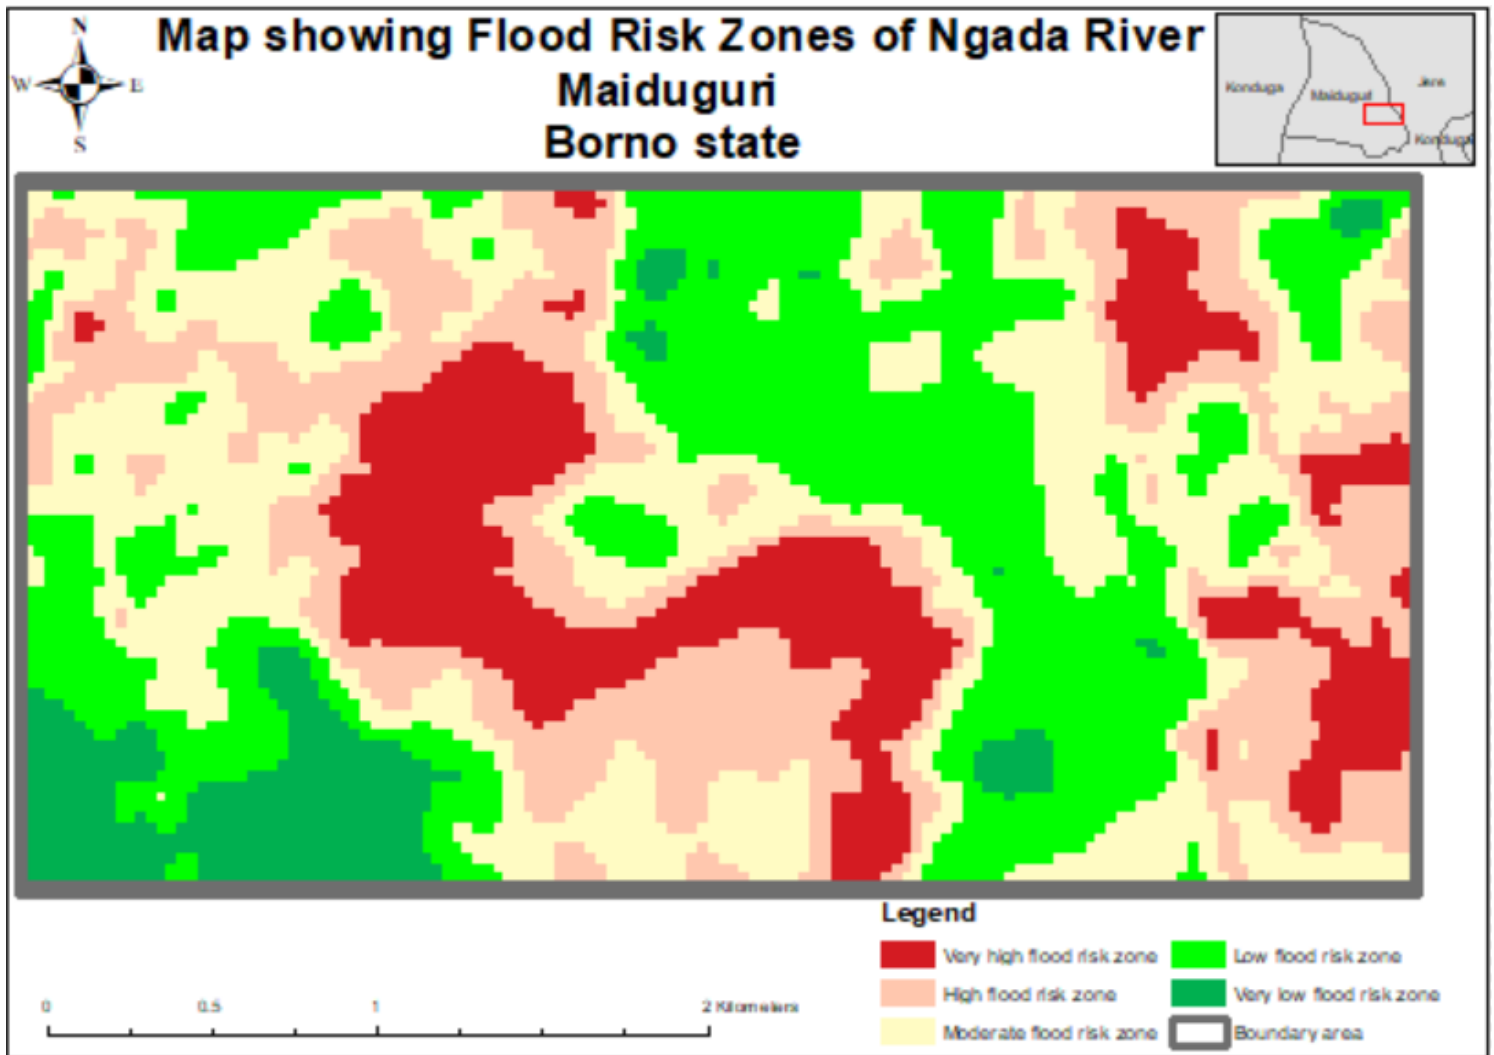 N
W E
S
Map showing Flood Risk Zones of Ngada River
Maiduguri
Borno state
Konduga
Maiduguri
Jere
Konduga
Legend
Very high flood risk zone
High flood risk zone
Moderate flood risk zone
Low flood risk zone
Very low flood risk zone
Boundary area
0 0.5 1 2 Kilometers